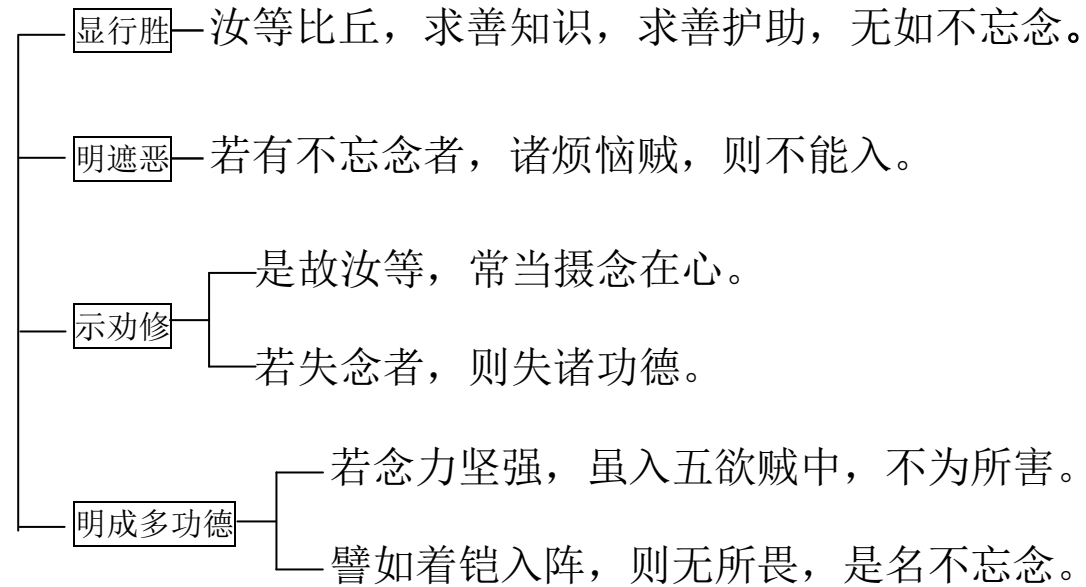 显行胜 汝等比丘，求善知识，求善护助，无如不忘念。
明遮恶 若有不忘念者，诸烦恼贼，则不能入。
是故汝等，常当摄念在心。
示劝修
若失念者，则失诸功德。
若念力坚强，虽入五欲贼中，不为所害。
明成多功德
譬如着铠入阵，则无所畏，是名不忘念。